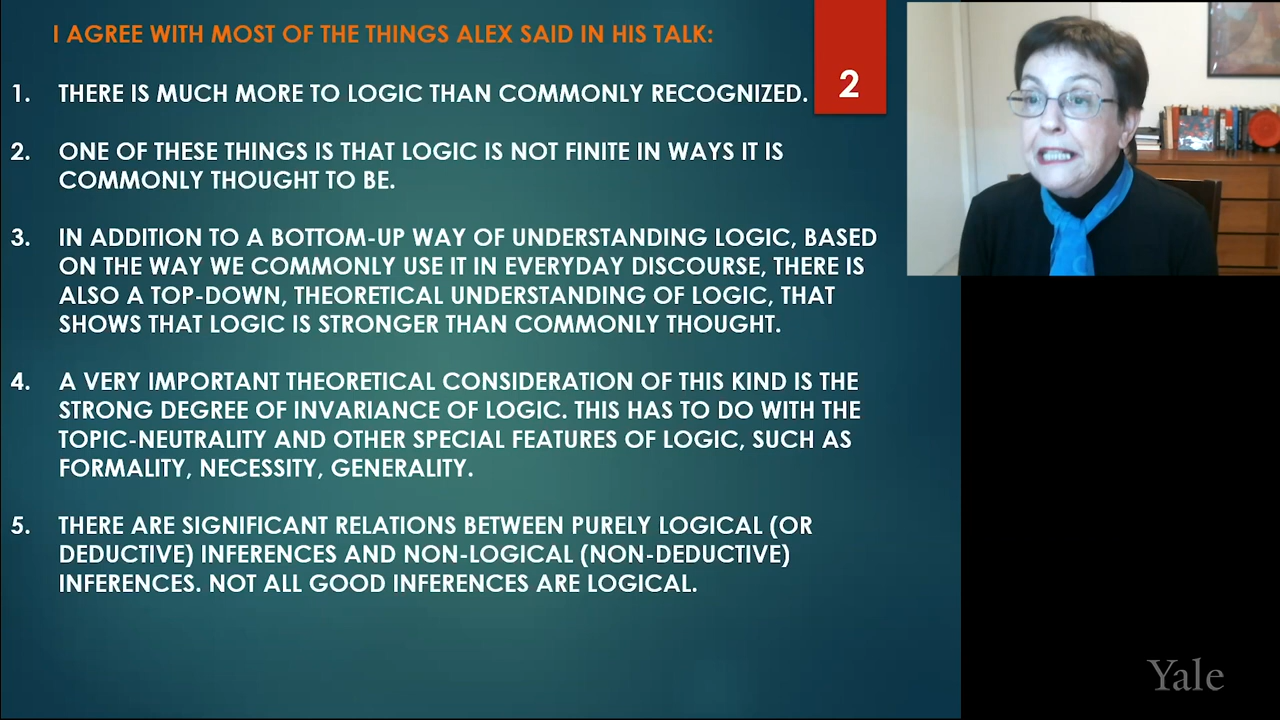 I AGREE WITH MOST OF THE THINGS ALEX SAID IN HIS TALK:
2
1. THERE IS MUCH MORE TO LOGIC THAN COMMONLY RECOGNIZED.
2. ONE OF THESE THINGS IS THAT LOGIC IS NOT FINITE IN WAYS IT IS
COMMONLY THOUGHT TO BE.
3. IN ADDITION TO A BOTTOM-UP WAY OF UNDERSTANDING LOGIC, BASED
ON THE WAY WE COMMONLY USE IT IN EVERYDAY DISCOURSE, THERE IS
ALSO A TOP-DOWN, THEORETICAL UNDERSTANDING OF LOGIC, THAT
SHOWS THAT LOGIC IS STRONGER THAN COMMONLY THOUGHT.
4. A VERY IMPORTANT THEORETICAL CONSIDERATION OF THIS KIND IS THE
STRONG DEGREE OF INVARIANCE OF LOGIC. THIS HAS TO DO WITH THE
TOPIC-NEUTRALITY AND OTHER SPECIAL FEATURES OF LOGIC, SUCH AS
FORMALITY, NECESSITY, GENERALITY.
5. THERE ARE SIGNIFICANT RELATIONS BETWEEN PURELY LOGICAL (OR
DEDUCTIVE) INFERENCES AND NON-LOGICAL (NON-DEDUCTIVE)
INFERENCES. NOT ALL GOOD INFERENCES ARE LOGICAL.
Yale